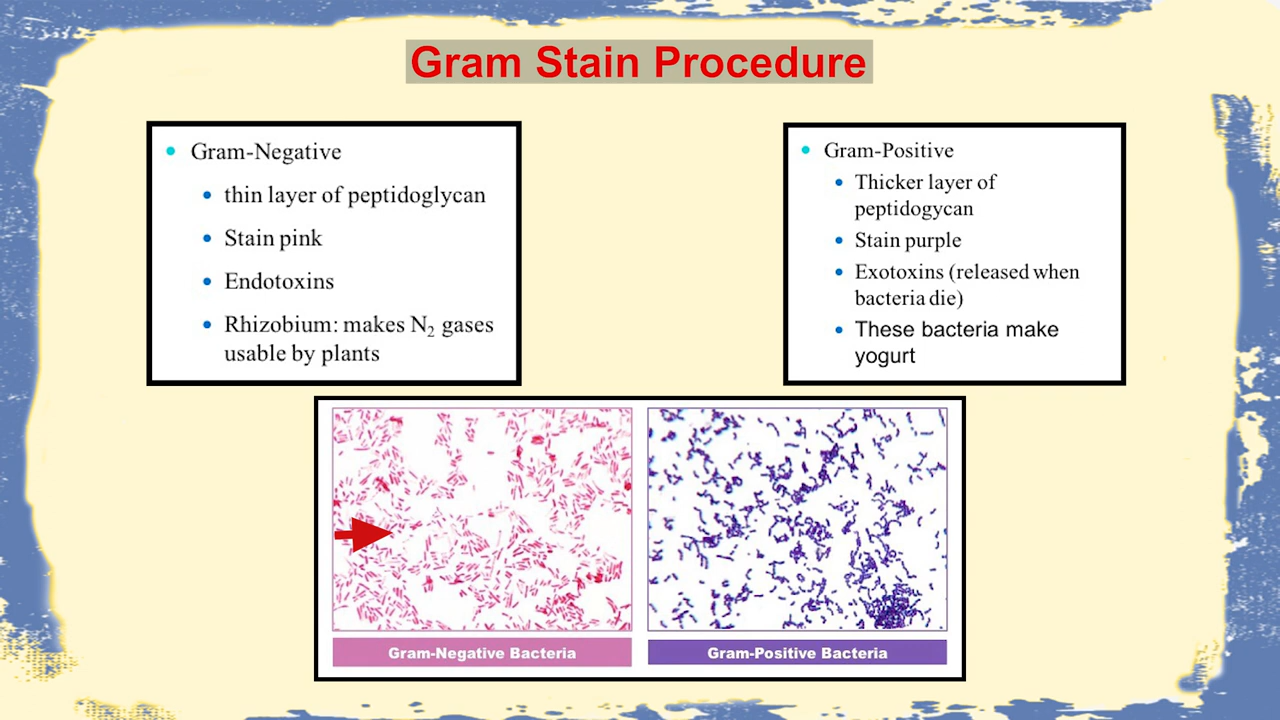 Gram Stain Procedure
Gram-Negative
thin layer of peptidoglycan
Stain pink
Endotoxins
Rhizobium: makes N₂ gases
usable by plants
Gram-Positive
Thicker layer of
peptidogycan
Stain purple
Exotoxins (released when
bacteria die)
These bacteria make
yogurt
Gram-Negative Bacteria
Gram-Positive Bacteria